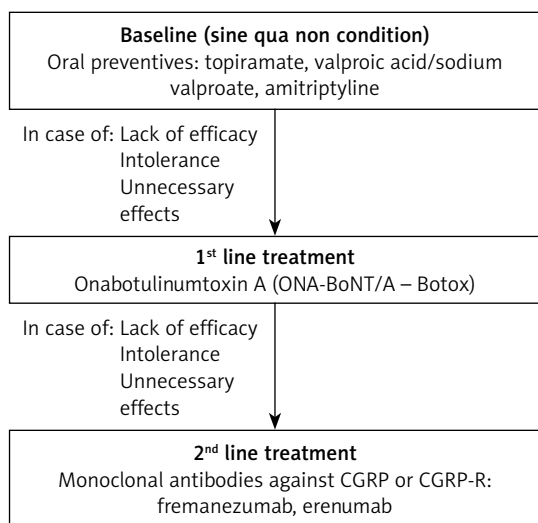 Baseline (sine qua non condition)
Oral preventives: topiramate, valproic acid/sodium
valproate, amitriptyline
In case of: Lack of efficacy
Intolerance
Unnecessary
effects
1st line treatment
Onabotulinumtoxin A (ONA-BoNT/A – Botox)
In case of: Lack of efficacy
Intolerance
Unnecessary
effects
2nd line treatment
Monoclonal antibodies against CGRP or CGRP-R:
fremanezumab, erenumab